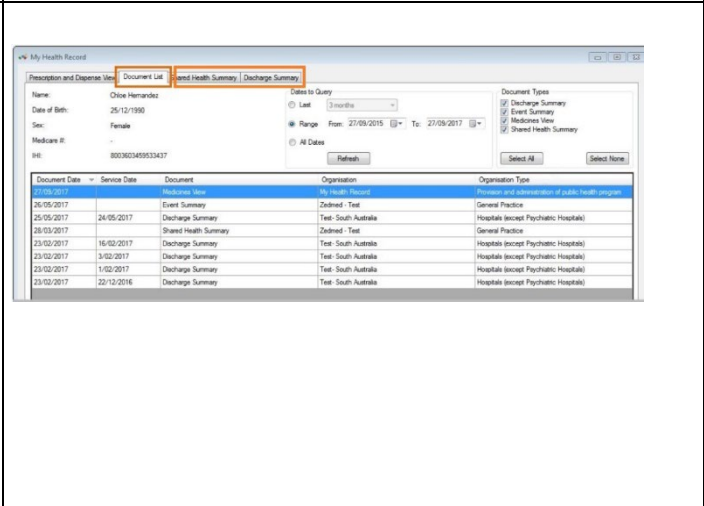 My Health Record
Prescription and Dispense View Document List Shared Health Summary Discharge Summary
Name: Chloe Hernandez
Date of Birth: 25/12/1990
Sex: Female
Medicare #: -
IHI: 8003603459533437
Dates to Query
Last 3 months
Range From: 27/09/2015 To: 27/09/2017
All Dates
Refresh
Document Types
Discharge Summary
Event Summary
Medicines View
Shared Health Summary
Select All Select None
Document Date Service Date Document Organisation Organisation Type
27/09/2017 Medicines View My Health Record Provision and administration of public health program
26/05/2017 Event Summary Zedmed - Test General Practice
25/05/2017 24/05/2017 Discharge Summary Test- South Australia Hospitals (except Psychiatric Hospitals)
28/03/2017 Shared Health Summary Zedmed - Test General Practice
23/02/2017 16/02/2017 Discharge Summary Test- South Australia Hospitals (except Psychiatric Hospitals)
23/02/2017 3/02/2017 Discharge Summary Test- South Australia Hospitals (except Psychiatric Hospitals)
23/02/2017 1/02/2017 Discharge Summary Test- South Australia Hospitals (except Psychiatric Hospitals)
23/02/2017 22/12/2016 Discharge Summary Test- South Australia Hospitals (except Psychiatric Hospitals)